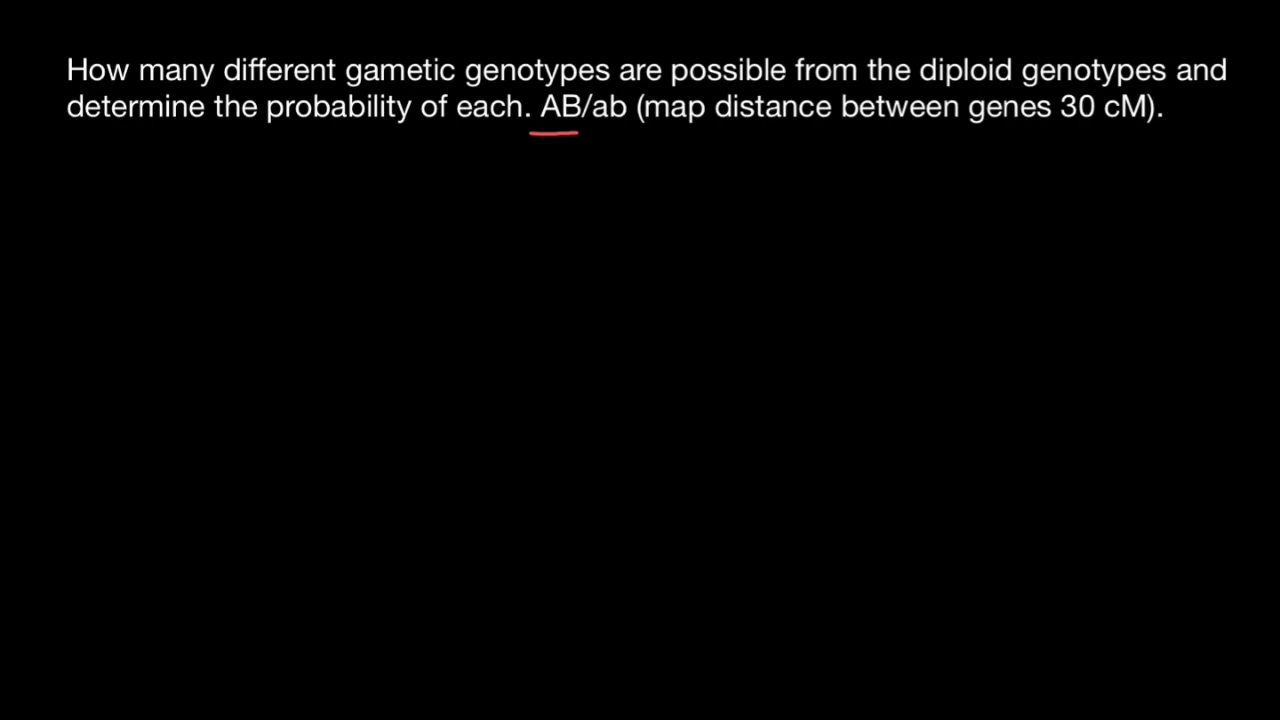 How many different gametic genotypes are possible from the diploid genotypes and
determine the probability of each. AB/ab (map distance between genes 30 cM).